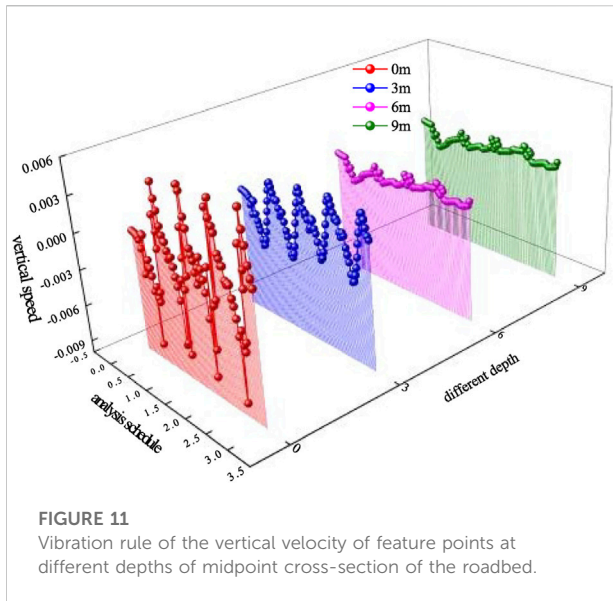 0m
3m
6m
9m
0.006
0.003
0.000
-0.003
-0.006
-0.009
vertical speed
-0.5
0.0
0.5
1.0
1.5
2.0
2.5
3.0
3.5
analysis schedule
0
3
6
9
different depth
FIGURE 11
Vibration rule of the vertical velocity of feature points at
different depths of midpoint cross-section of the roadbed.